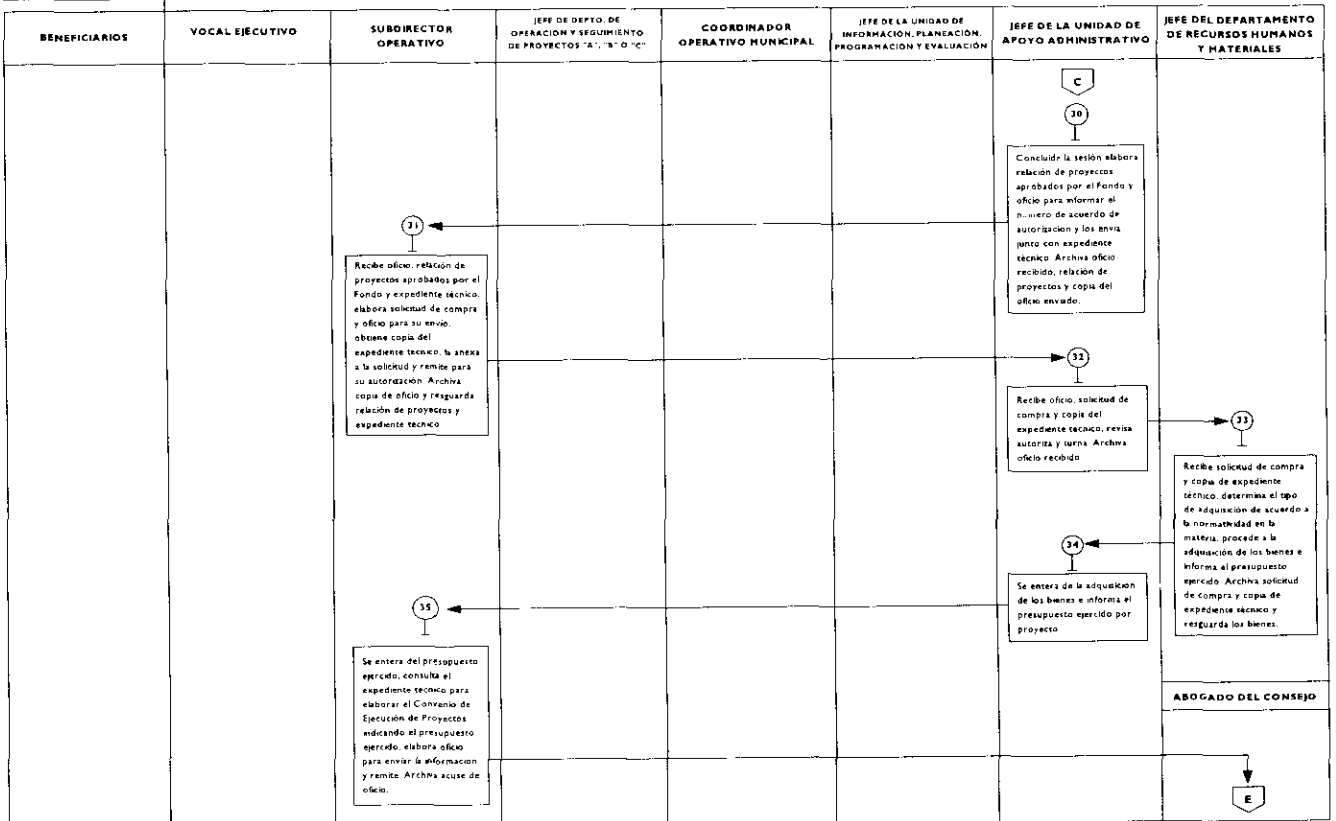 BENEFICIARIOS
VOCAL EJECUTIVO
SUBDIRECTOR
OPERATIVO
JEFE DE DEPTO. DE
OPERACIÓN Y SEGUIMIENTO
DE PROYECTOS "A", "B" O "C"
COORDINADOR
OPERATIVO MUNICIPAL
JEFE DE LA UNIDAD DE
INFORMACIÓN, PLANEACIÓN,
PROGRAMACIÓN Y EVALUACIÓN
JEFE DE LA UNIDAD DE
APOYO ADMINISTRATIVO
JEFE DEL DEPARTAMENTO
DE RECURSOS HUMANOS
Y MATERIALES
C
30
Concluida la sesión elabora
relación de proyectos
aprobados por el Fondo y
oficio para informar el
número de acuerdo de
autorización y los envía
junto con expediente
técnico. Archiva oficio
recibido, relación de
proyectos y copia del
oficio enviado.
31
Recibe oficio, relación de
proyectos aprobados por el
Fondo y expediente técnico,
elabora solicitud de compra
y oficio para su envío,
obtiene copia del
expediente técnico, la anexa
a la solicitud y remite para
su autorización. Archiva
copia de oficio y resguarda
relación de proyectos y
expediente técnico
32
Recibe oficio, solicitud de
compra y copia del
expediente técnico, revisa
autoriza y turna. Archiva
oficio recibido
33
Recibe solicitud de compra
y copia de expediente
técnico, determina el tipo
de adquisición de acuerdo a
la normatividad en la
materia, procede a la
adquisición de los bienes e
informa el presupuesto
ejercido. Archiva solicitud
de compra y copia de
expediente técnico y
resguarda los bienes.
34
Se entera de la adquisición
de los bienes e informa el
presupuesto ejercido por
proyecto
35
Se entera del presupuesto
ejercido, consulta el
expediente técnico para
elaborar el Convenio de
Ejecución de Proyectos
indicando el presupuesto
ejercido, elabora oficio
para enviar la información
y remite. Archiva acuse de
oficio.
ABOGADO DEL CONSEJO
E